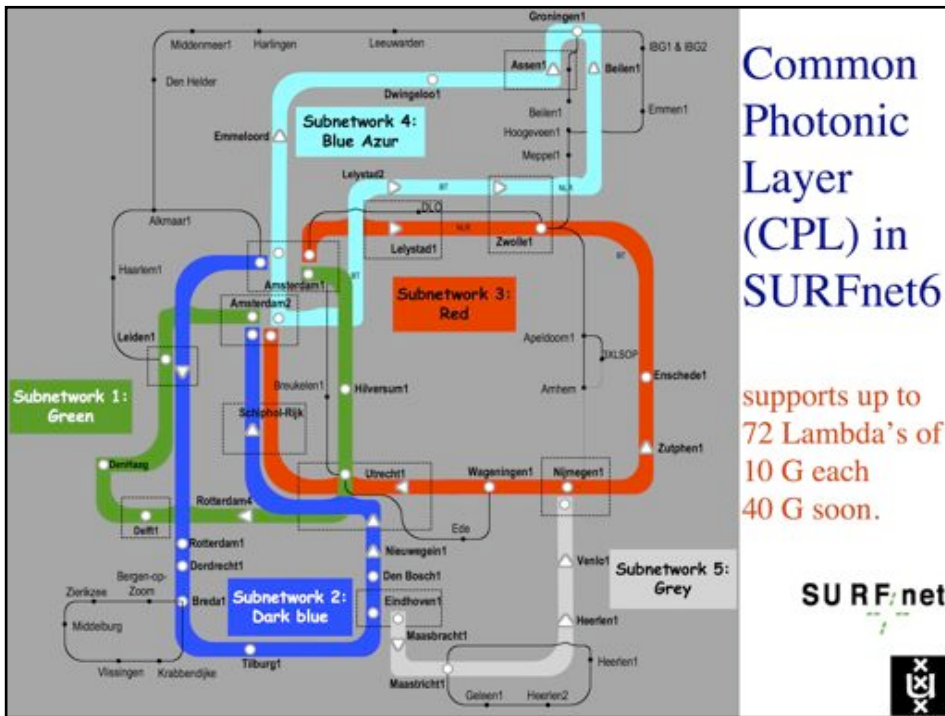 Common
Photonic
Layer
(CPL) in
SURFnet6
supports up to
72 Lambda's of
10 G each
40 G soon.
SURFnet
Groningen1
Middenmeer1
Harlingen
Leeuwarden
IBG1 & IBG2
Assen1
Beilen1
Den Helder
Dwingeloo1
Beilen1
Emmen1
Subnetwork 4:
Blue Azur
Emmeloord
Hoogeveen1
Meppel1
Lelystad2
BT
NLR
DLO
Alkmaar1
NLR
Lelystad1
Zwolle1
BT
Haarlem1
Amsterdam1
BT
Subnetwork 3:
Red
Amsterdam2
Leiden1
Apeldoorn1
Breukelen1
Enschede1
Subnetwork 1:
Green
Hilversum1
Arnhem
Schiphol-Rijk
Zutphen1
DenHaag
Utrecht1
Wageningen1
Nijmegen1
Rotterdam4
Delft1
Ede
Rotterdam1
Nieuwegein1
Dordrecht1
Venlo1
Bergen-op-
Zoom
Den Bosch1
Subnetwork 5:
Grey
Zierikzee
Breda1
Subnetwork 2:
Dark blue
Eindhoven1
Middelburg
Maasbracht1
Heerlen1
Tilburg1
Heerlen1
Vlissingen
Krabbendijke
Maastricht1
Geleen1
Heerlen2